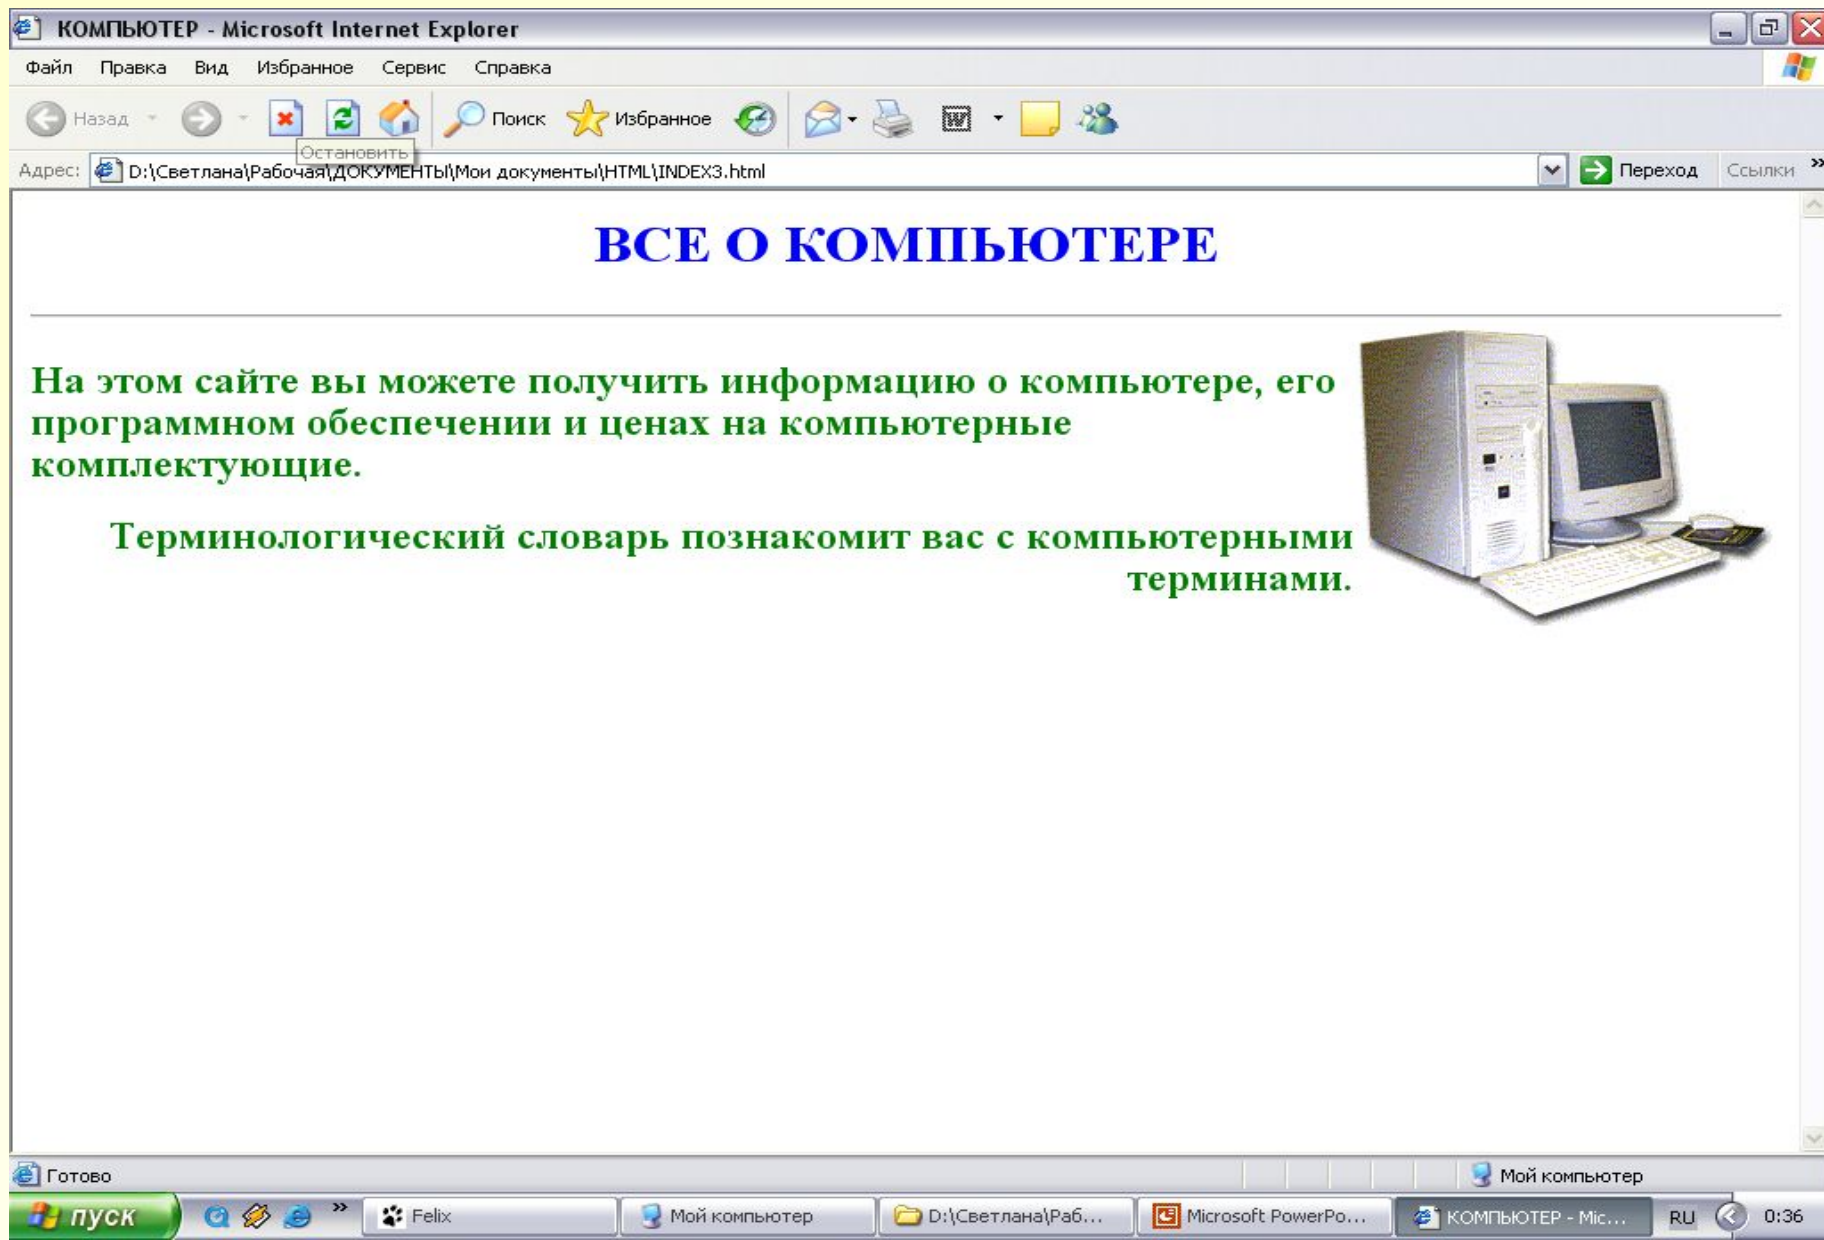 КОМПЬЮТЕР - Microsoft Internet Explorer
Файл Правка Вид Избранное Сервис Справка
Назад Поиск Избранное
Остановить
Адрес: D:\Светлана\Рабочая\ДОКУМЕНТЫ\Мои документы\HTML\INDEX3.html Переход Ссылки »
ВСЕ О КОМПЬЮТЕРЕ
На этом сайте вы можете получить информацию о компьютере, его
программном обеспечении и ценах на компьютерные
комплектующие.
Терминологический словарь познакомит вас с компьютерными
терминами.
Готово Мой компьютер
пуск » Felix Мой компьютер D:\Светлана\Раб... Microsoft PowerPo... КОМПЬЮТЕР - Mic... RU 0:36